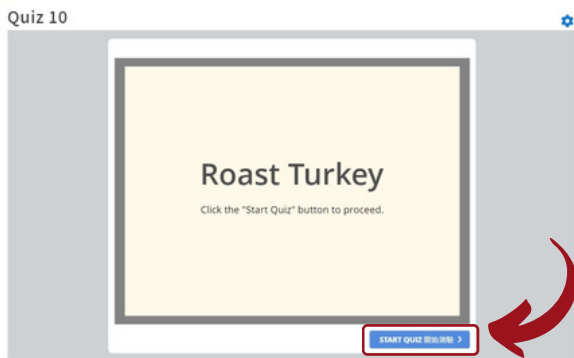 Quiz 10
Roast Turkey
Click the "Start Quiz" button to proceed.
START QUIZ 開始測驗